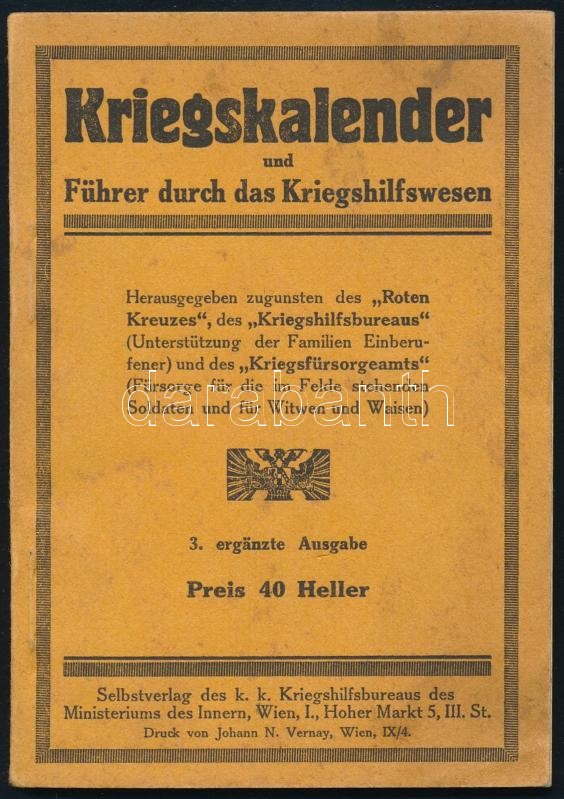 Kriegskalender
und
Führer durch das Kriegshilfswesen
Herausgegeben zugunsten des „Roten
Kreuzes“, des „Kriegshilfsbureaus“
(Unterstützung der Familien Einberu-
fener) und des „Kriegsfürsorgeamts“
(Fürsorge für die im Felde stehenden
Soldaten und für Witwen und Waisen)
darabanth
3. ergänzte Ausgabe
Preis 40 Heller
Selbstverlag des k. k. Kriegshilfsbureaus des
Ministeriums des Innern, Wien, I., Hoher Markt 5, III. St.
Druck von Johann N. Vernay, Wien, IX/4.